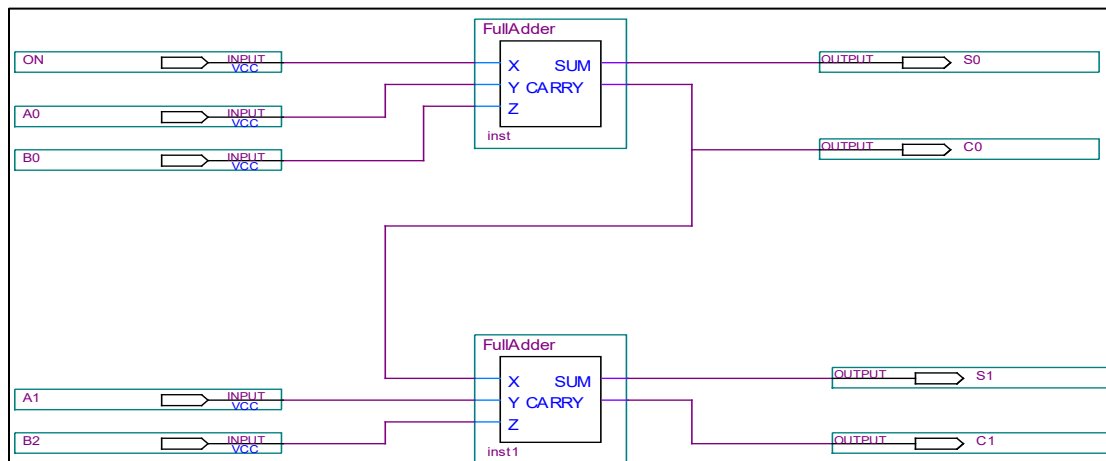 FullAdder
ON INPUT VCC X SUM OUTPUT S0
A0 INPUT VCC Y CARRY
Z
inst
B0 INPUT VCC OUTPUT C0
FullAdder
X SUM OUTPUT S1
A1 INPUT VCC Y CARRY
Z
B2 INPUT VCC OUTPUT C1
inst1